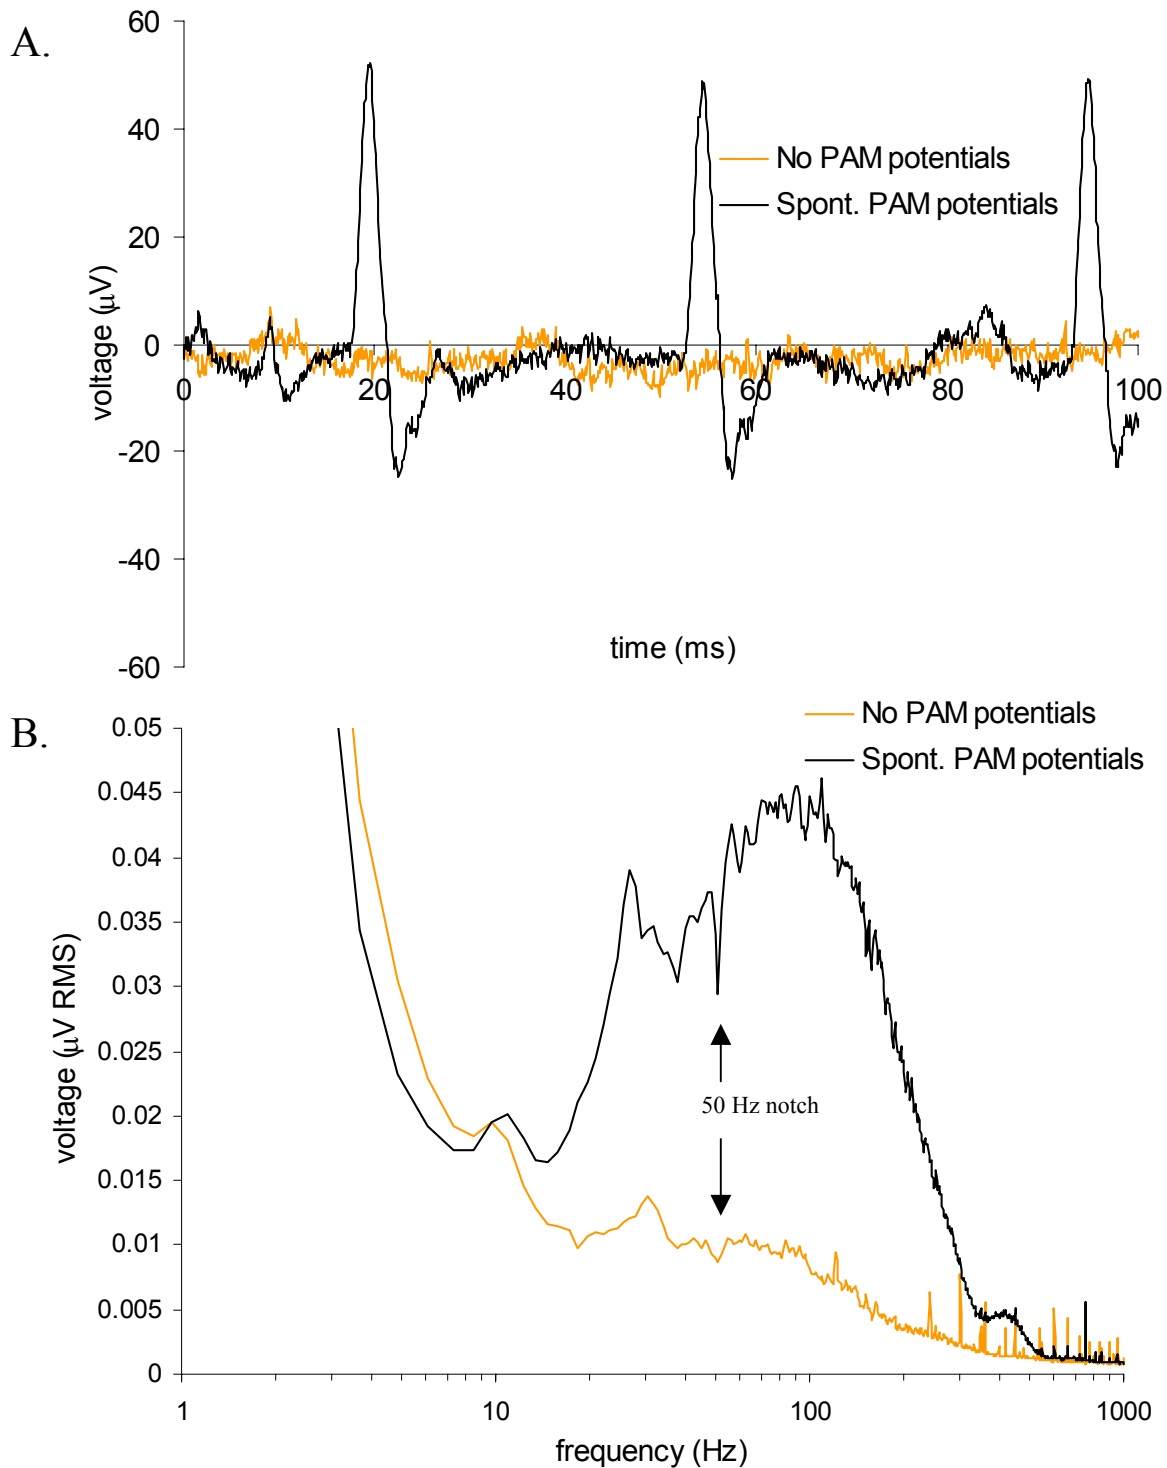 A.
60
40
20
0
-20
-40
-60
voltage (μV)
No PAM potentials
Spont. PAM potentials
0 20 40 60 80 100
time (ms)
B.
No PAM potentials
Spont. PAM potentials
0.05
0.045
0.04
0.035
0.03
0.025
0.02
0.015
0.01
0.005
0
voltage (μV RMS)
50 Hz notch
1 10 100 1000
frequency (Hz)